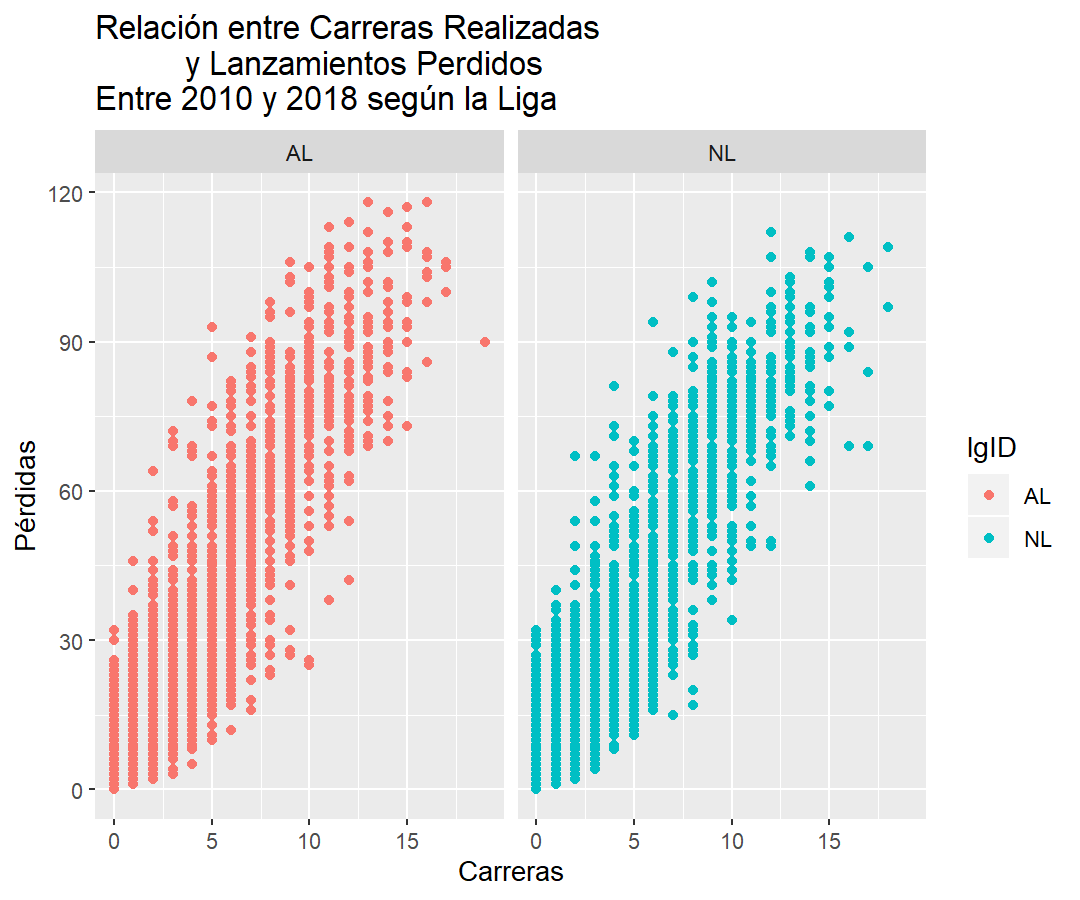 Relación entre Carreras Realizadas
y Lanzamientos Perdidos
Entre 2010 y 2018 según la Liga
AL
NL
120
90
60
30
0
Pérdidas
0 5 10 15
0 5 10 15
Carreras
lgID
AL
NL